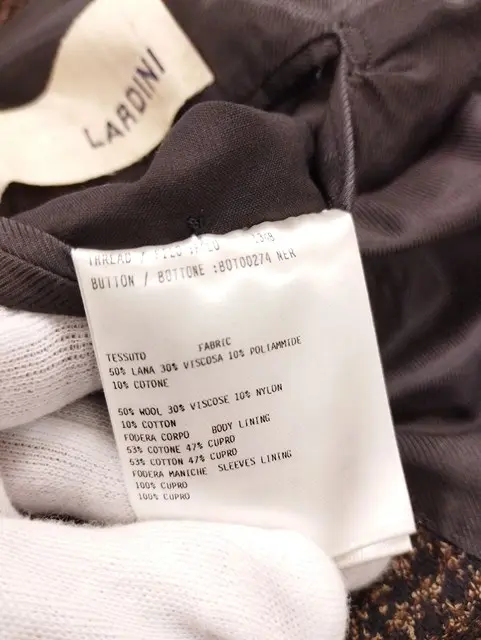 LARDINI
THREAD /
BUTTON / BOTTONE :BOT00274 NER
TESSUTO FABRIC
50% LANA 30% VISCOSA 10% POLIAMMIDE
10% COTONE
50% WOOL 30% VISCOSE 10% NYLON
10% COTTON
FODERA CORPO BODY LINING
53% COTONE 47% CUPRO
53% COTTON 47% CUPRO
FODERA MANICHE SLEEVES LINING
100% CUPRO
100% CUPRO